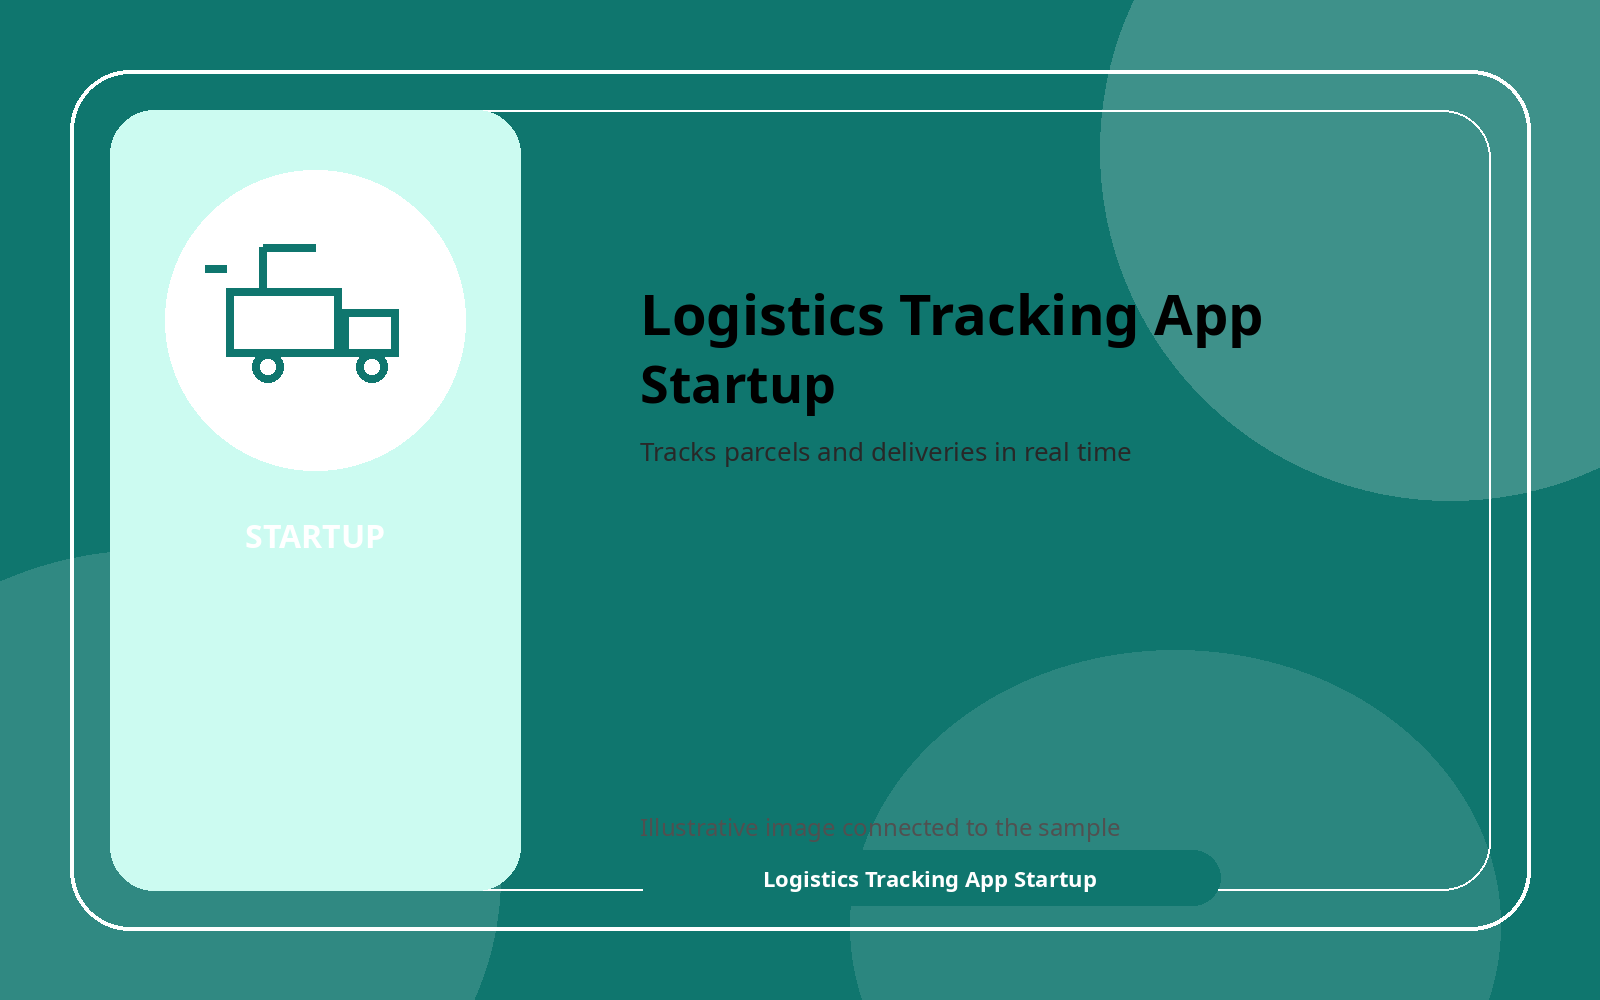 STARTUP
Logistics Tracking App
Startup
Tracks parcels and deliveries in real time
Illustrative image connected to the sample
Logistics Tracking App Startup